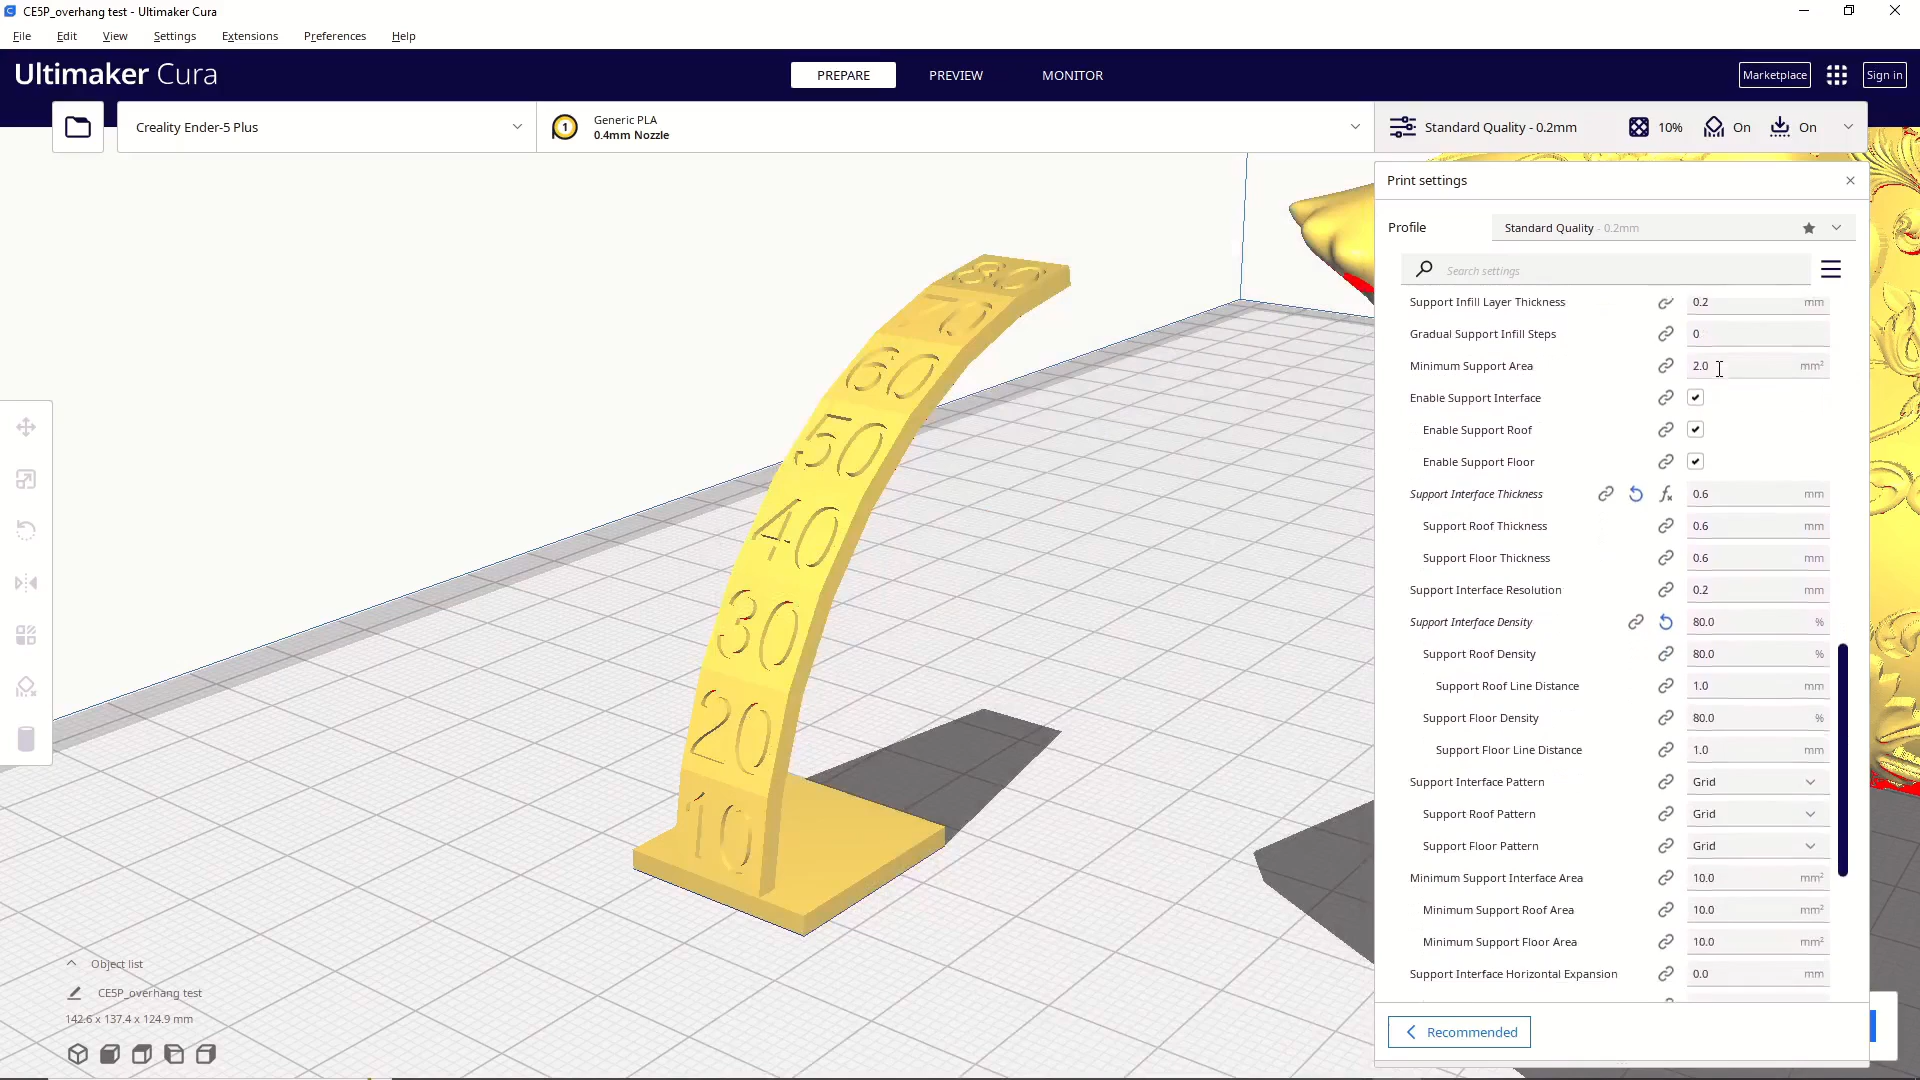 CE5P_overhang test - Ultimaker Cura
File Edit View Settings Extensions Preferences Help
Ultimaker Cura
PREPARE PREVIEW MONITOR
Marketplace Sign in
Creality Ender-5 Plus
1 Generic PLA
0.4mm Nozzle
Standard Quality - 0.2mm 10% On On
Print settings
Profile Standard Quality - 0.2mm
Search settings
Support Infill Layer Thickness 0.2 mm
Gradual Support Infill Steps 0
Minimum Support Area 2.0 mm²
Enable Support Interface
Enable Support Roof
Enable Support Floor
Support Interface Thickness fx 0.6 mm
Support Roof Thickness 0.6 mm
Support Floor Thickness 0.6 mm
Support Interface Resolution 0.2 mm
Support Interface Density 80.0 %
Support Roof Density 80.0 %
Support Roof Line Distance 1.0 mm
Support Floor Density 80.0 %
Support Floor Line Distance 1.0 mm
Support Interface Pattern Grid
Support Roof Pattern Grid
Support Floor Pattern Grid
Minimum Support Interface Area 10.0 mm²
Minimum Support Roof Area 10.0 mm²
Minimum Support Floor Area 10.0 mm²
Support Interface Horizontal Expansion 0.0 mm
Recommended
80
70
60
50
40
30
20
10
Object list
CE5P_overhang test
142.6 x 137.4 x 124.9 mm